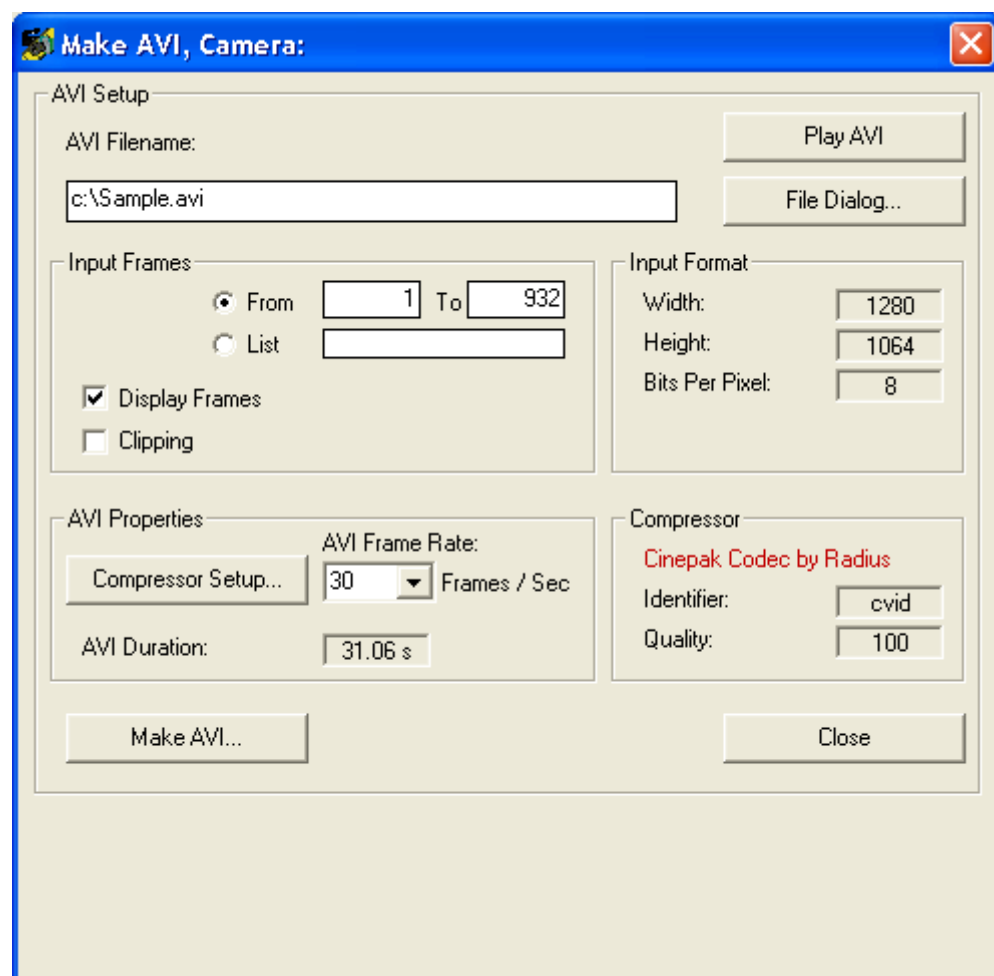 Make AVI, Camera:
AVI Setup
AVI Filename:
Play AVI
c:\Sample.avi
File Dialog...
Input Frames
From 1 To 932
List
Display Frames
Clipping
Input Format
Width: 1280
Height: 1064
Bits Per Pixel: 8
AVI Properties
Compressor Setup...
AVI Frame Rate:
30 Frames / Sec
AVI Duration: 31.06 s
Compressor
Cinepak Codec by Radius
Identifier: cvid
Quality: 100
Make AVI...
Close